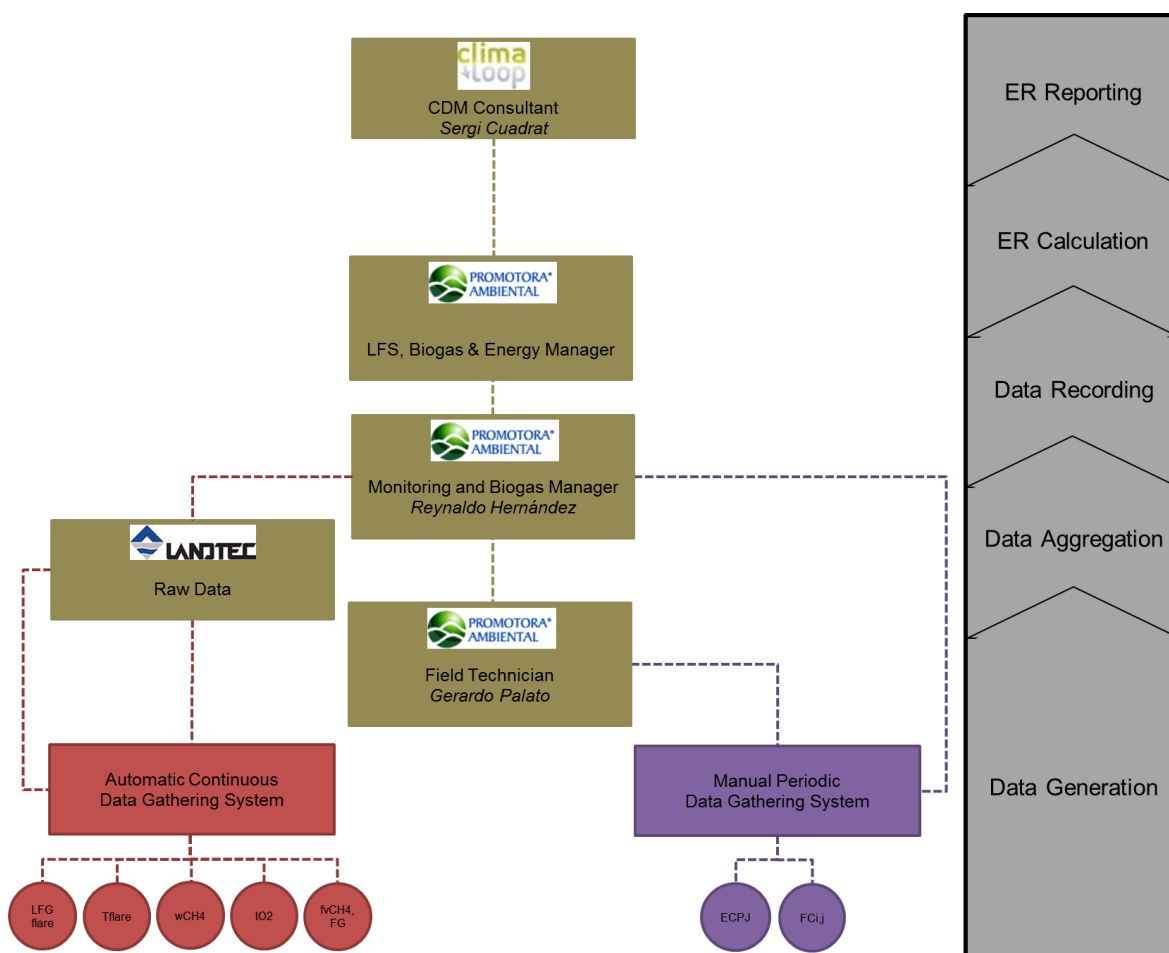 clima
Loop
CDM Consultant
Sergi Cuadrat
PROMOTORA*
AMBIENTAL
LFS, Biogas & Energy Manager
PROMOTORA*
AMBIENTAL
Monitoring and Biogas Manager
Reynaldo Hernández
LANDTEC
Raw Data
PROMOTORA*
AMBIENTAL
Field Technician
Gerardo Palato
Automatic Continuous
Data Gathering System
Manual Periodic
Data Gathering System
LFG
flare
Tflare
wCH4
tO2
fvCH4,
FG
ECPJ
FCi,j
ER Reporting
ER Calculation
Data Recording
Data Aggregation
Data Generation